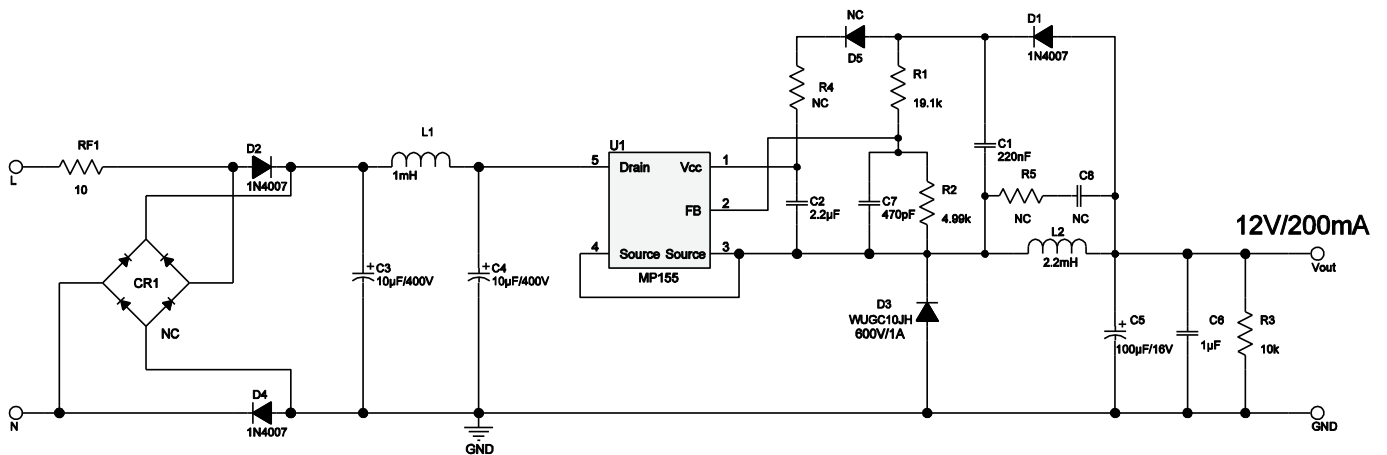 NC
D5
D1
1N4007
R4
NC
R1
19.1k
RF1
10
L
D2
1N4007
L1
1mH
U1
5
Drain
Vcc
1
FB
2
4
Source
Source
3
MP155
C2
2.2µF
C7
470pF
R2
4.99k
C1
220nF
R5
NC
C8
NC
L2
2.2mH
12V/200mA
Vout
CR1
NC
C3
10µF/400V
C4
10µF/400V
D3
WUGC10JH
600V/1A
C5
100µF/16V
C6
1µF
R3
10k
N
D4
1N4007
GND
GND